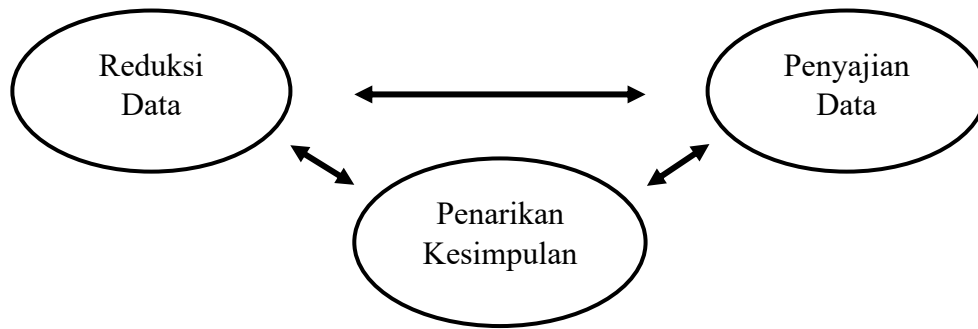 Reduksi
Data
Penyajian
Data
Penarikan
Kesimpulan